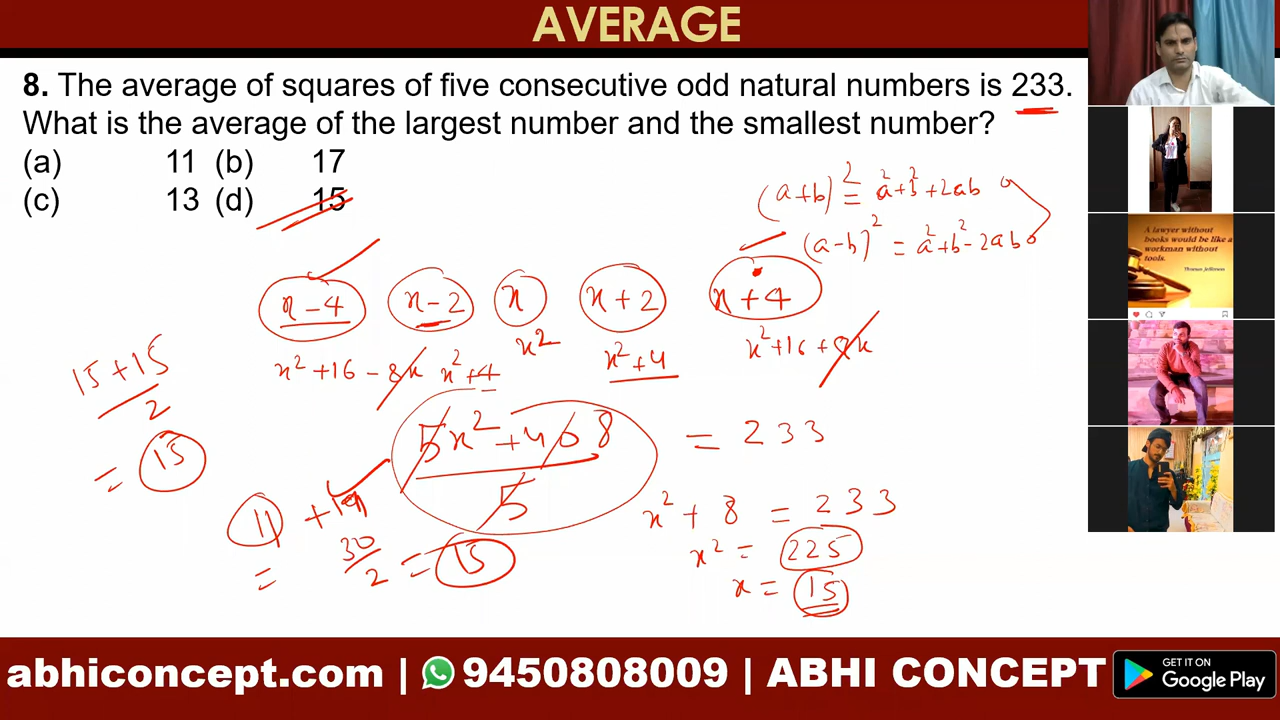 AVERAGE
8. The average of squares of five consecutive odd natural numbers is 233.
What is the average of the largest number and the smallest number?
(a) 11 (b) 17
(c) 13 (d) 15
(a+b)² = a²+b²+2ab
(a-b)² = a²+b²-2ab
x-4 x-2 x x+2 x+4
x²+16-8x x²+4 x² x²+4 x²+16+8x
15+15
2
= 15
5x²+40 8
5
= 233
11 + 19
= 30
2
= 15
x² + 8 = 233
x² = 225
x = 15
A lawyer without
books would be like a
workman without
tools.
Thomas Jefferson
abhiconcept.com | 9450808009 | ABHI CONCEPT
GET IT ON
Google Play